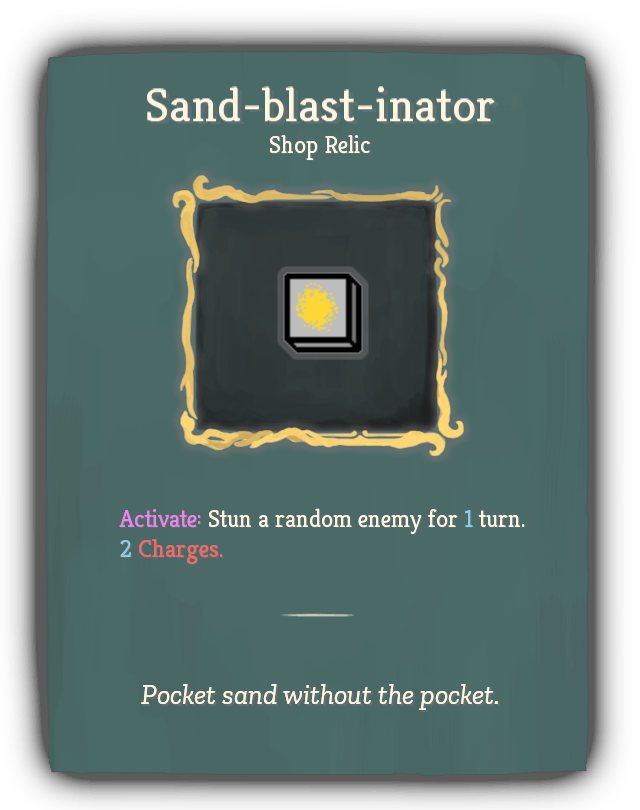 Sand-blast-inator
Shop Relic
Activate: Stun a random enemy for 1 turn.
2 Charges.
Pocket sand without the pocket.